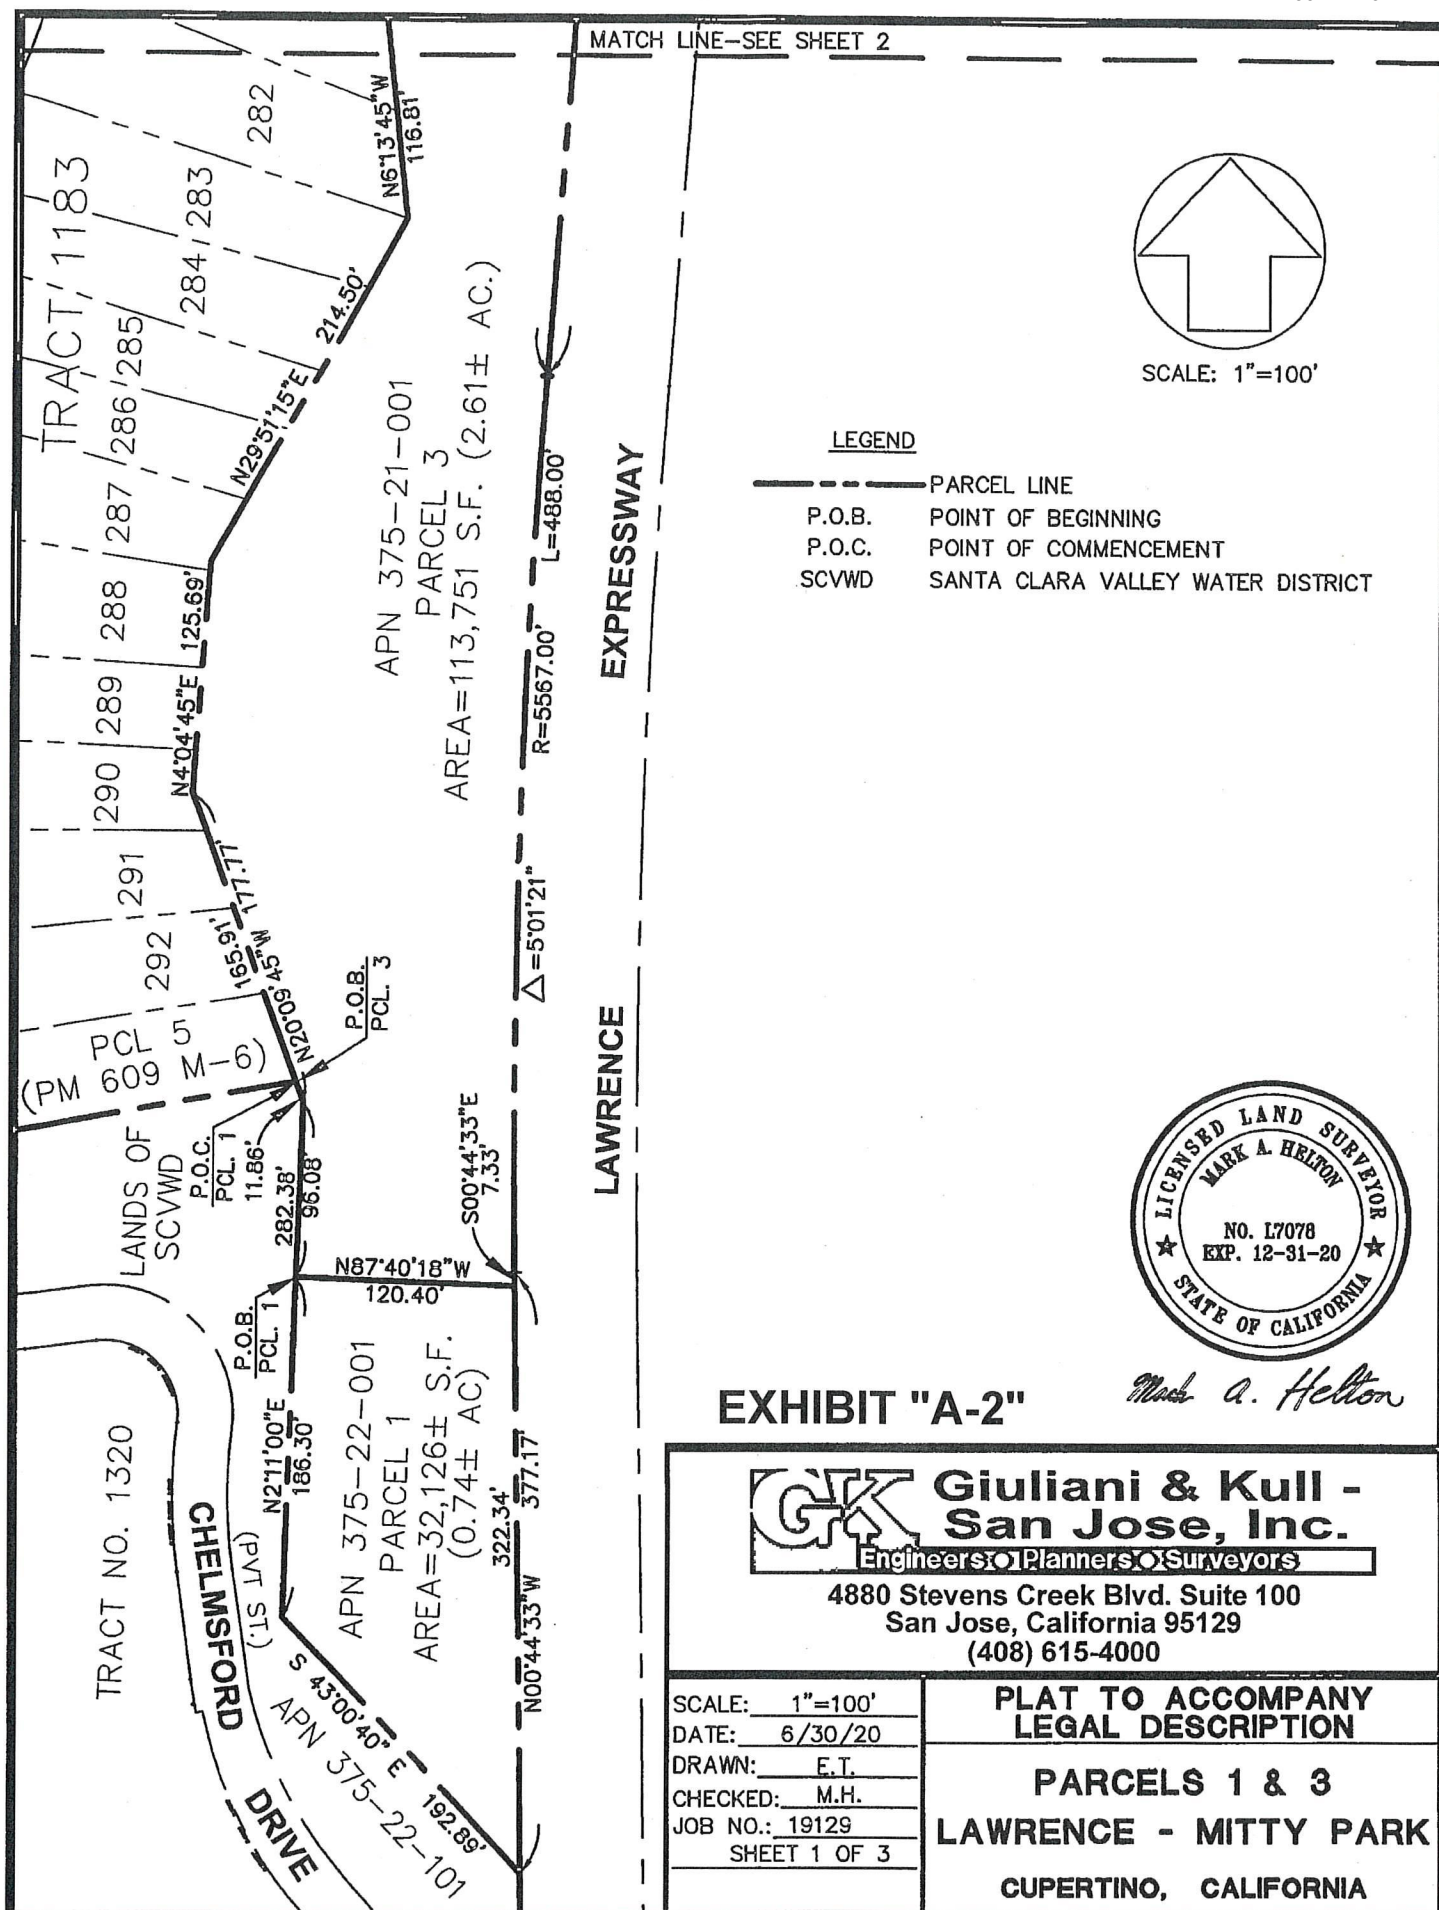 MATCH LINE-SEE SHEET 2
282
283
284
285
286
287
288
289
290
291
292
TRACT 1183
N6°13'45"W
116.81'
214.50'
N29°51'15"E
125.69'
N4°04'45"E
177.77'
165.91'
N20°09'45"W
APN 375-21-001
PARCEL 3
AREA=113,751 S.F. (2.61± AC.)
L=488.00'
R=5567.00'
△=5°01'21"
LAWRENCE EXPRESSWAY
SCALE: 1"=100'
LEGEND
PARCEL LINE
P.O.B. POINT OF BEGINNING
P.O.C. POINT OF COMMENCEMENT
SCVWD SANTA CLARA VALLEY WATER DISTRICT
PCL 5
(PM 609 M-6)
P.O.B.
PCL. 3
LANDS OF
SCVWD
P.O.C.
PCL. 1
11.86'
282.38'
96.08'
S00°44'33"E
7.33'
N87°40'18"W
120.40'
P.O.B.
PCL. 1
N2°11'00"E
186.30'
APN 375-22-001
PARCEL 1
AREA=32,126± S.F.
(0.74± AC)
322.34'
377.17'
N0°44'33"W
TRACT NO. 1320
CHELMSFORD DRIVE
(PVT ST.)
S 43°00'40" E
192.89'
APN 375-22-101
LICENSED LAND SURVEYOR
MARK A. HELTON
NO. L7078
EXP. 12-31-20
STATE OF CALIFORNIA
Mark A. Helton
EXHIBIT "A-2"
GK
Giuliani & Kull -
San Jose, Inc.
Engineers Planners Surveyors
4880 Stevens Creek Blvd. Suite 100
San Jose, California 95129
(408) 615-4000
SCALE: 1"=100'
DATE: 6/30/20
DRAWN: E.T.
CHECKED: M.H.
JOB NO.: 19129
SHEET 1 OF 3
PLAT TO ACCOMPANY
LEGAL DESCRIPTION
PARCELS 1 & 3
LAWRENCE - MITTY PARK
CUPERTINO, CALIFORNIA